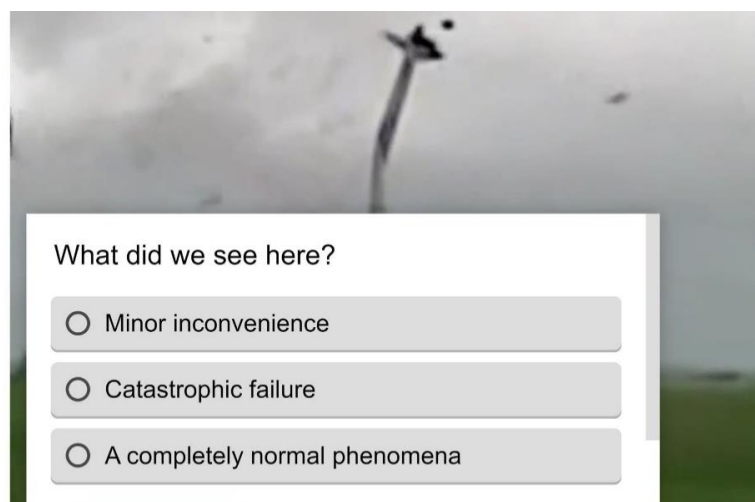 What did we see here?
Minor inconvenience
Catastrophic failure
A completely normal phenomena